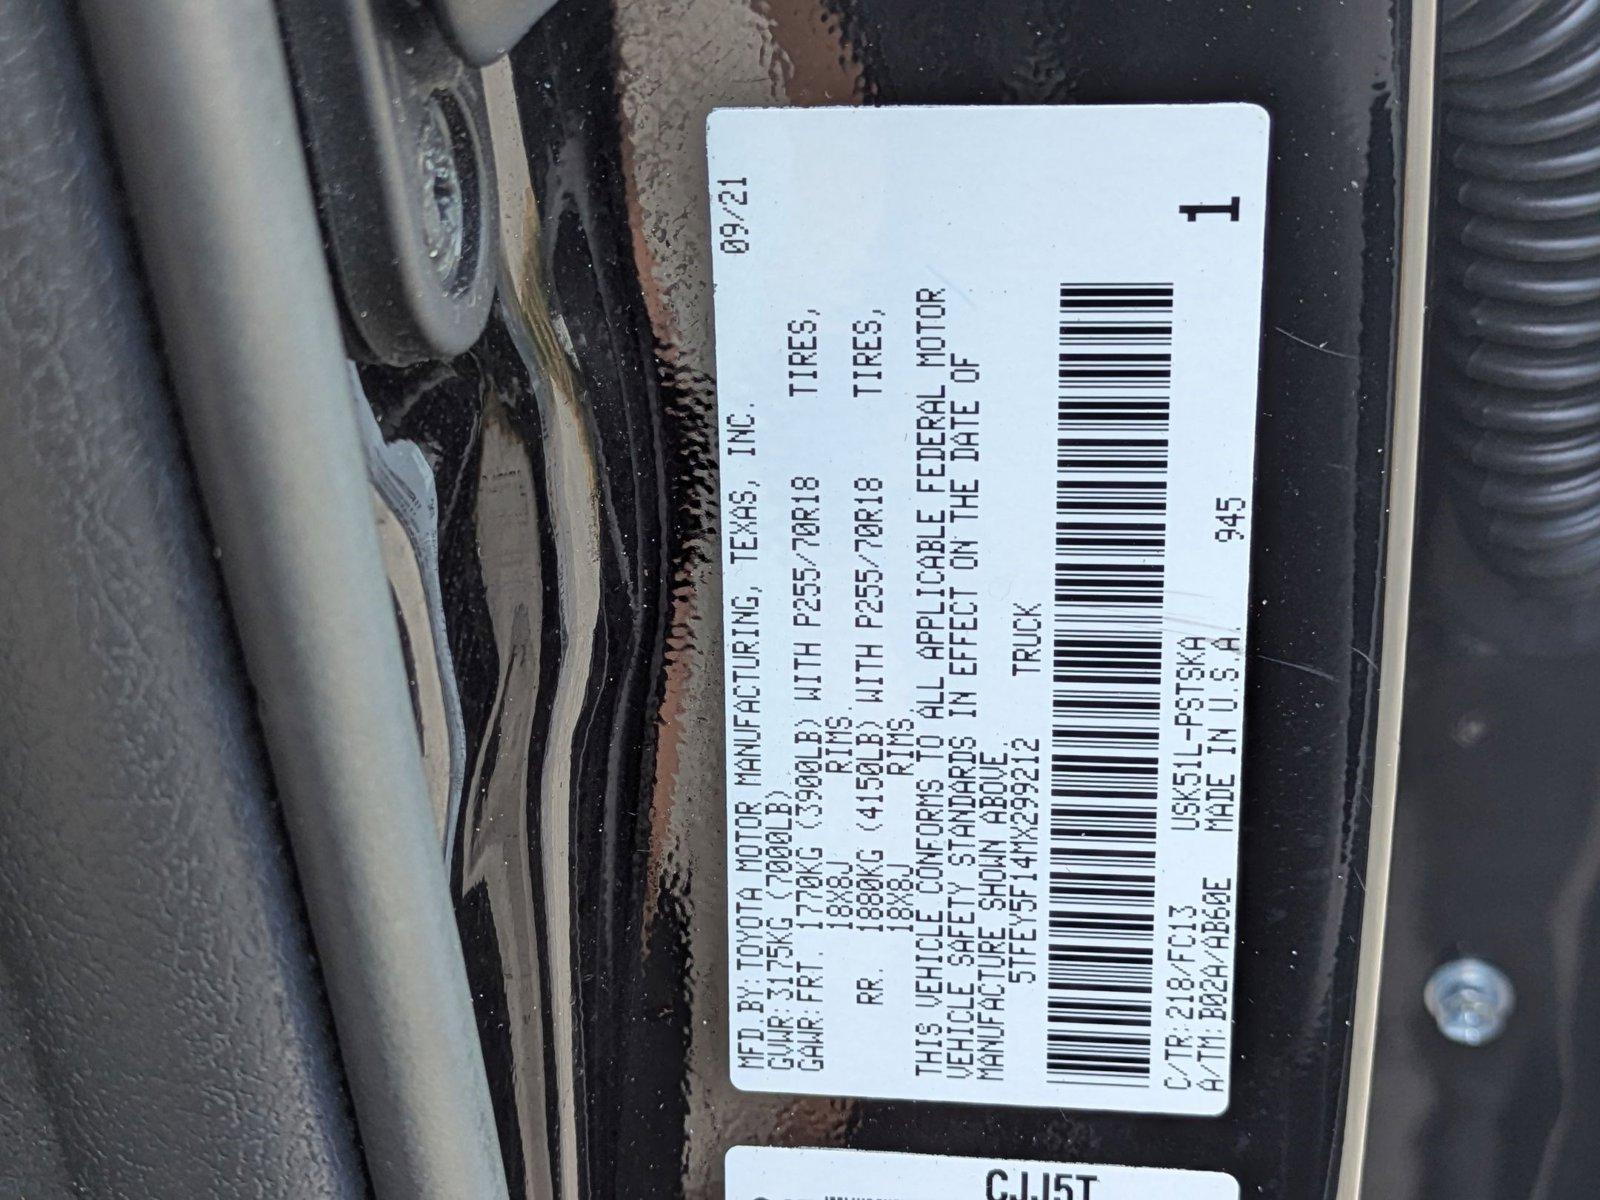 MFD BY: TOYOTA MOTOR MANUFACTURING, TEXAS, INC. 09/21
GVWR: 3175KG (7000LB)
GAWR: FRT. 1770KG (3900LB) WITH P255/70R18 TIRES,
18X8J RIMS.
RR. 1880KG (4150LB) WITH P255/70R18 TIRES,
18X8J RIMS.
THIS VEHICLE CONFORMS TO ALL APPLICABLE FEDERAL MOTOR
VEHICLE SAFETY STANDARDS IN EFFECT ON THE DATE OF
MANUFACTURE SHOWN ABOVE.
5TFEY5F14MX299212 TRUCK
C/TR: 218/FC13 USK51L-PSTSKA
A/TM: B02A/AB60E MADE IN U.S.A. 945 1
CJJ5T